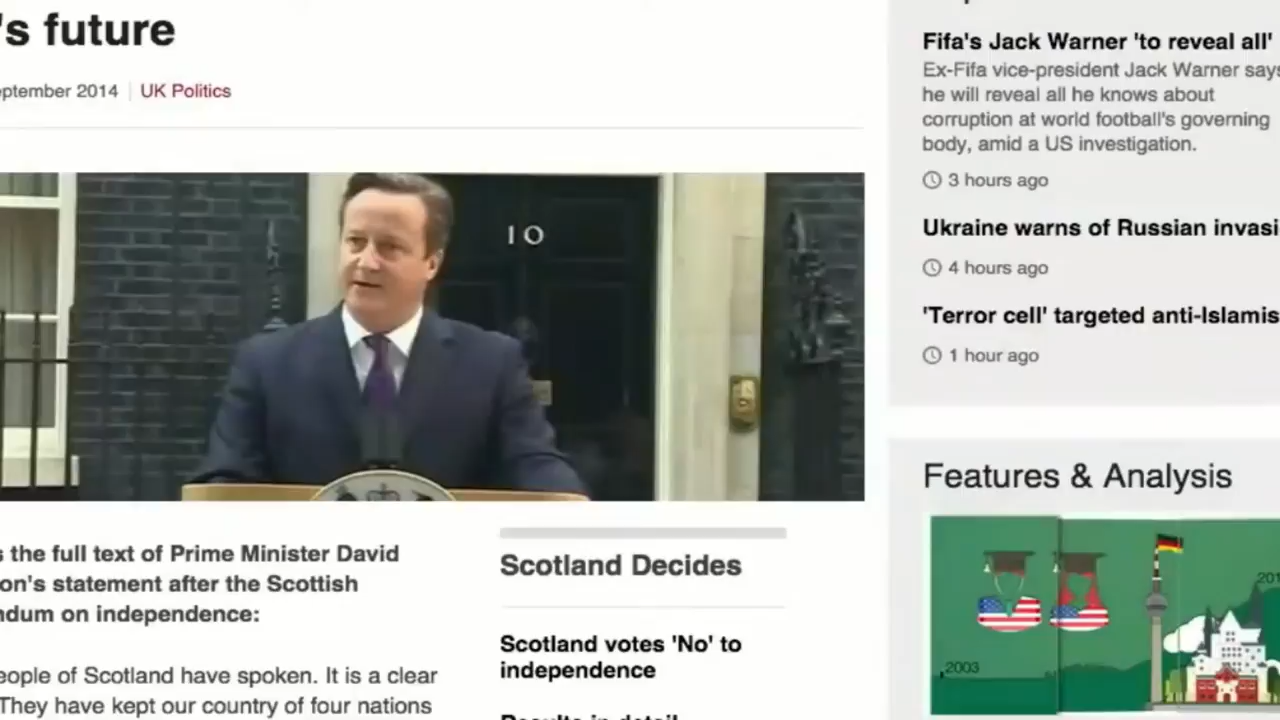 's future
eptember 2014 UK Politics
10
s the full text of Prime Minister David
on's statement after the Scottish
ndum on independence:
eople of Scotland have spoken. It is a clear
They have kept our country of four nations
Scotland Decides
Scotland votes 'No' to
independence
Results in detail
Fifa's Jack Warner 'to reveal all'
Ex-Fifa vice-president Jack Warner says
he will reveal all he knows about
corruption at world football's governing
body, amid a US investigation.
3 hours ago
Ukraine warns of Russian invasi
4 hours ago
'Terror cell' targeted anti-Islamis
1 hour ago
Features & Analysis
2003
201